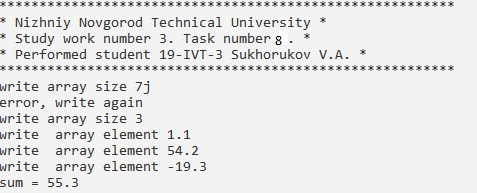 **********************************************************
* Nizhniy Novgorod Technical University *
* Study work number 3. Task number 8 . *
* Performed student 19-IVT-3 Sukhorukov V.A. *
**********************************************************
write array size 7j
error, write again
write array size 3
write  array element 1.1
write  array element 54.2
write  array element -19.3
sum = 55.3